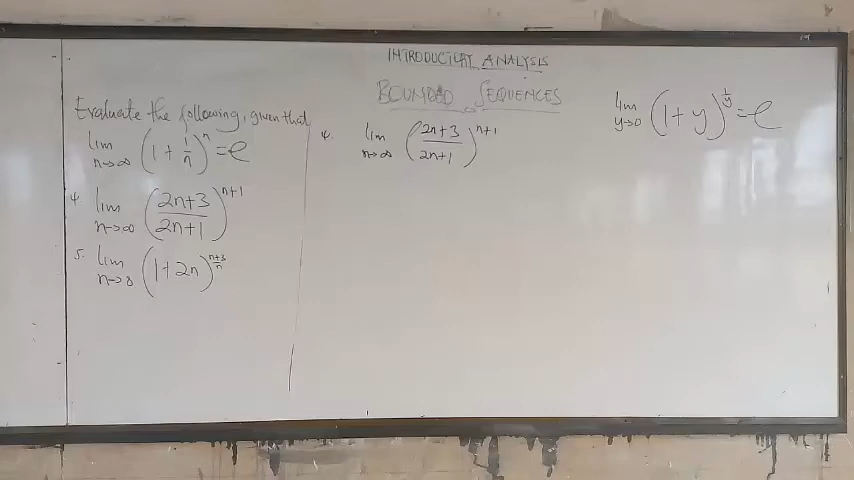 INTRODUCTORY ANALYSIS
BOUNDED SEQUENCES
Evaluate the following, given that
lim n→∞ (1 + 1/n)^n = e
4. lim n→∞ ((2n+3)/(2n+1))^(n+1)
5. lim n→0 (1+2n)^((n+3)/n)
4. lim n→∞ ((2n+3)/(2n+1))^(n+1)
lim y→0 (1+y)^(1/y) = e